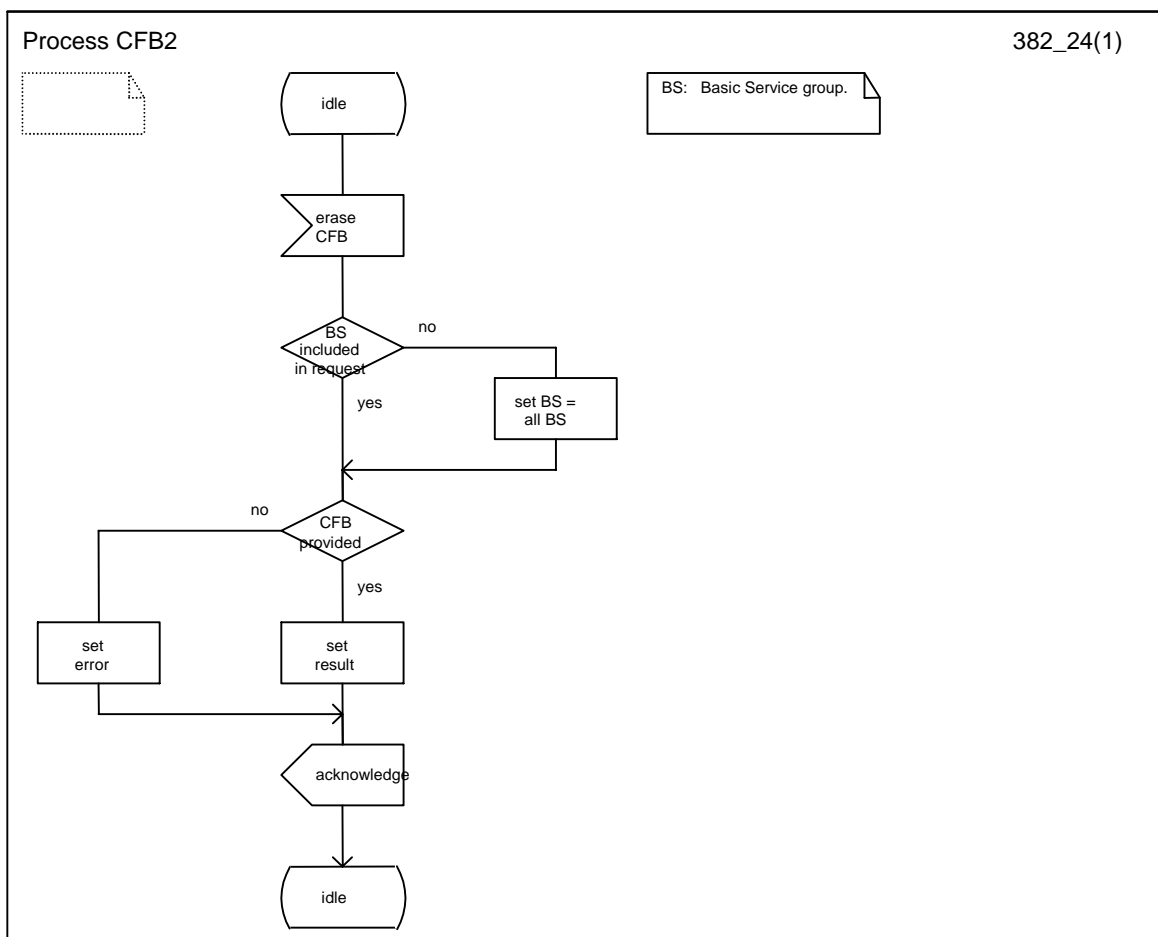 Process CFB2
382_24(1)
idle
BS: Basic Service group.
erase
CFB
BS
included
in request
no
yes
set BS =
all BS
no
CFB
provided
yes
set
error
set
result
acknowledge
idle